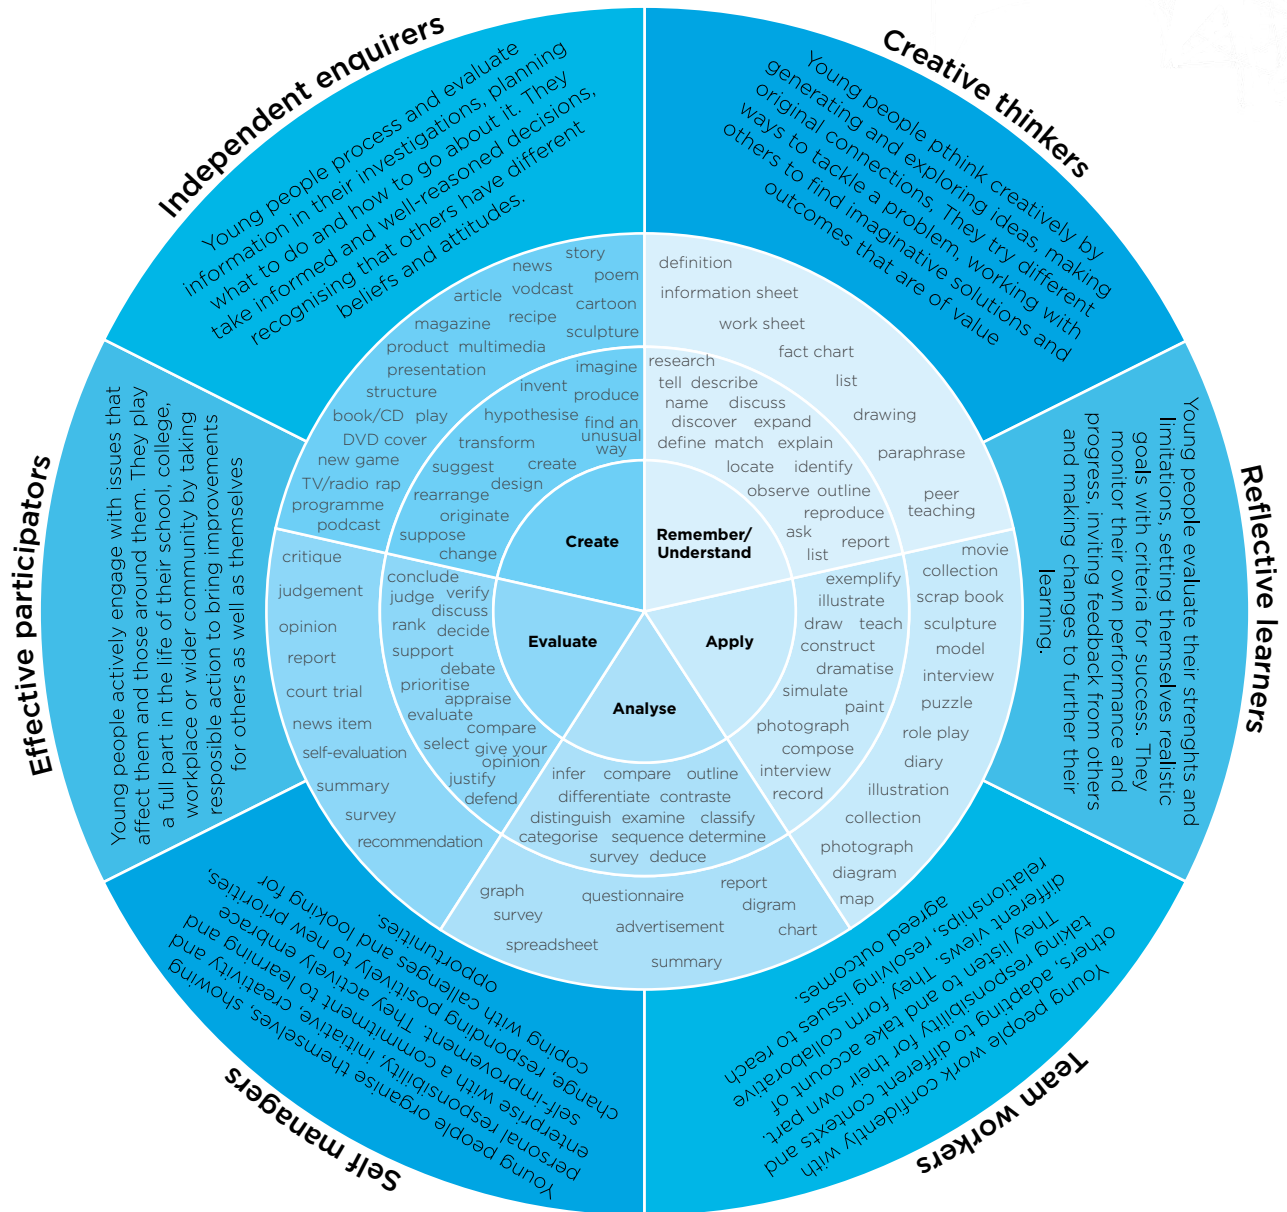 Independent enquirers
Young people process and evaluate
information in their investigations, planning
what to do and how to go about it. They
take informed and well-reasoned decisions,
recognising that others have different
beliefs and attitudes.
Creative thinkers
Young people pthink creatively by
generating and exploring ideas, making
original connections, They try different
ways to tackle a problem, working with
others to find imaginative solutions and
outcomes that are of value
Reflective learners
Young people evaluate their strenghts and
limitations, setting themselves realistic
goals with criteria for success. They
monitor their own performance and
progress, inviting feedback from others
and making changes to further their
learning.
Team workers
Young people work confidently with
others, adapting to different contexts and
taking responsibility for their own part.
They listen to and take account of
different views. They form collaborative
relationships, resolving issues to reach
agreed outcomes.
Self managers
Young people organise themselves, showing
personal responsibility, initiative, creativity and
enterprise with a commitment to learning and
self-improvement. They actively embrace
change, responding positively to new priorities,
coping with callenges and looking for
opportunities.
Effective participators
Young people actively engage with issues that
affect them and those around them. They play
a full part in the life of their school, college,
workplace or wider community by taking
resposible action to bring improvements
for others as well as themselves
story
news
poem
article vodcast
cartoon
magazine recipe
sculpture
product multimedia
presentation
structure
book/CD play
DVD cover
new game
TV/radio rap
programme
podcast
imagine
invent
produce
hypothesise
find an
unusual
way
transform
suggest create
design
rearrange
originate
suppose
change
Create
definition
information sheet
work sheet
fact chart
list
drawing
paraphrase
peer
teaching
research
tell describe
name discuss
discover expand
define match explain
locate identify
observe outline
reproduce
ask
report
list
Remember/
Understand
movie
collection
scrap book
sculpture
model
interview
puzzle
role play
diary
illustration
collection
photograph
diagram
map
exemplify
illustrate
draw teach
construct
dramatise
simulate
paint
photograph
compose
interview
record
Apply
Analyse
infer compare outline
differentiate contraste
distinguish examine classify
categorise sequence determine
survey deduce
graph
questionnaire
report
survey
digram
advertisement
chart
spreadsheet
summary
Evaluate
conclude
judge verify
discuss
rank
decide
support
debate
prioritise
appraise
evaluate
compare
select
give your
opinion
justify
defend
critique
judgement
opinion
report
court trial
news item
self-evaluation
summary
survey
recommendation